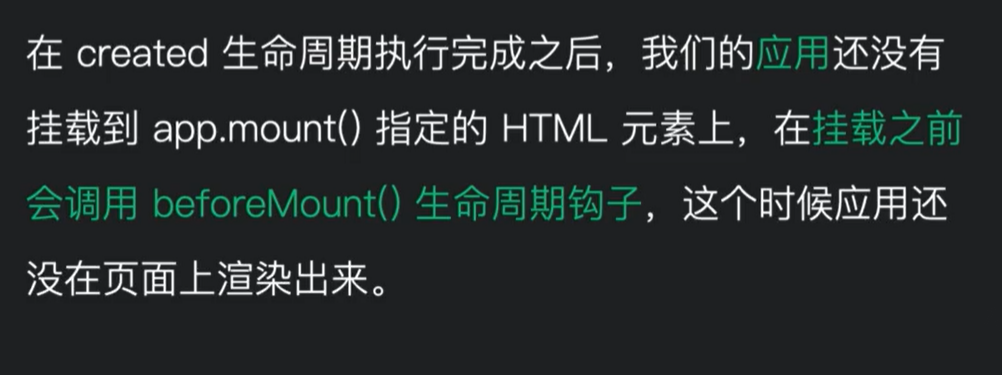 在 created 生命周期执行完成之后，我们的应用还没有
挂载到 app.mount() 指定的 HTML 元素上，在挂载之前
会调用 beforeMount() 生命周期钩子，这个时候应用还
没在页面上渲染出来。